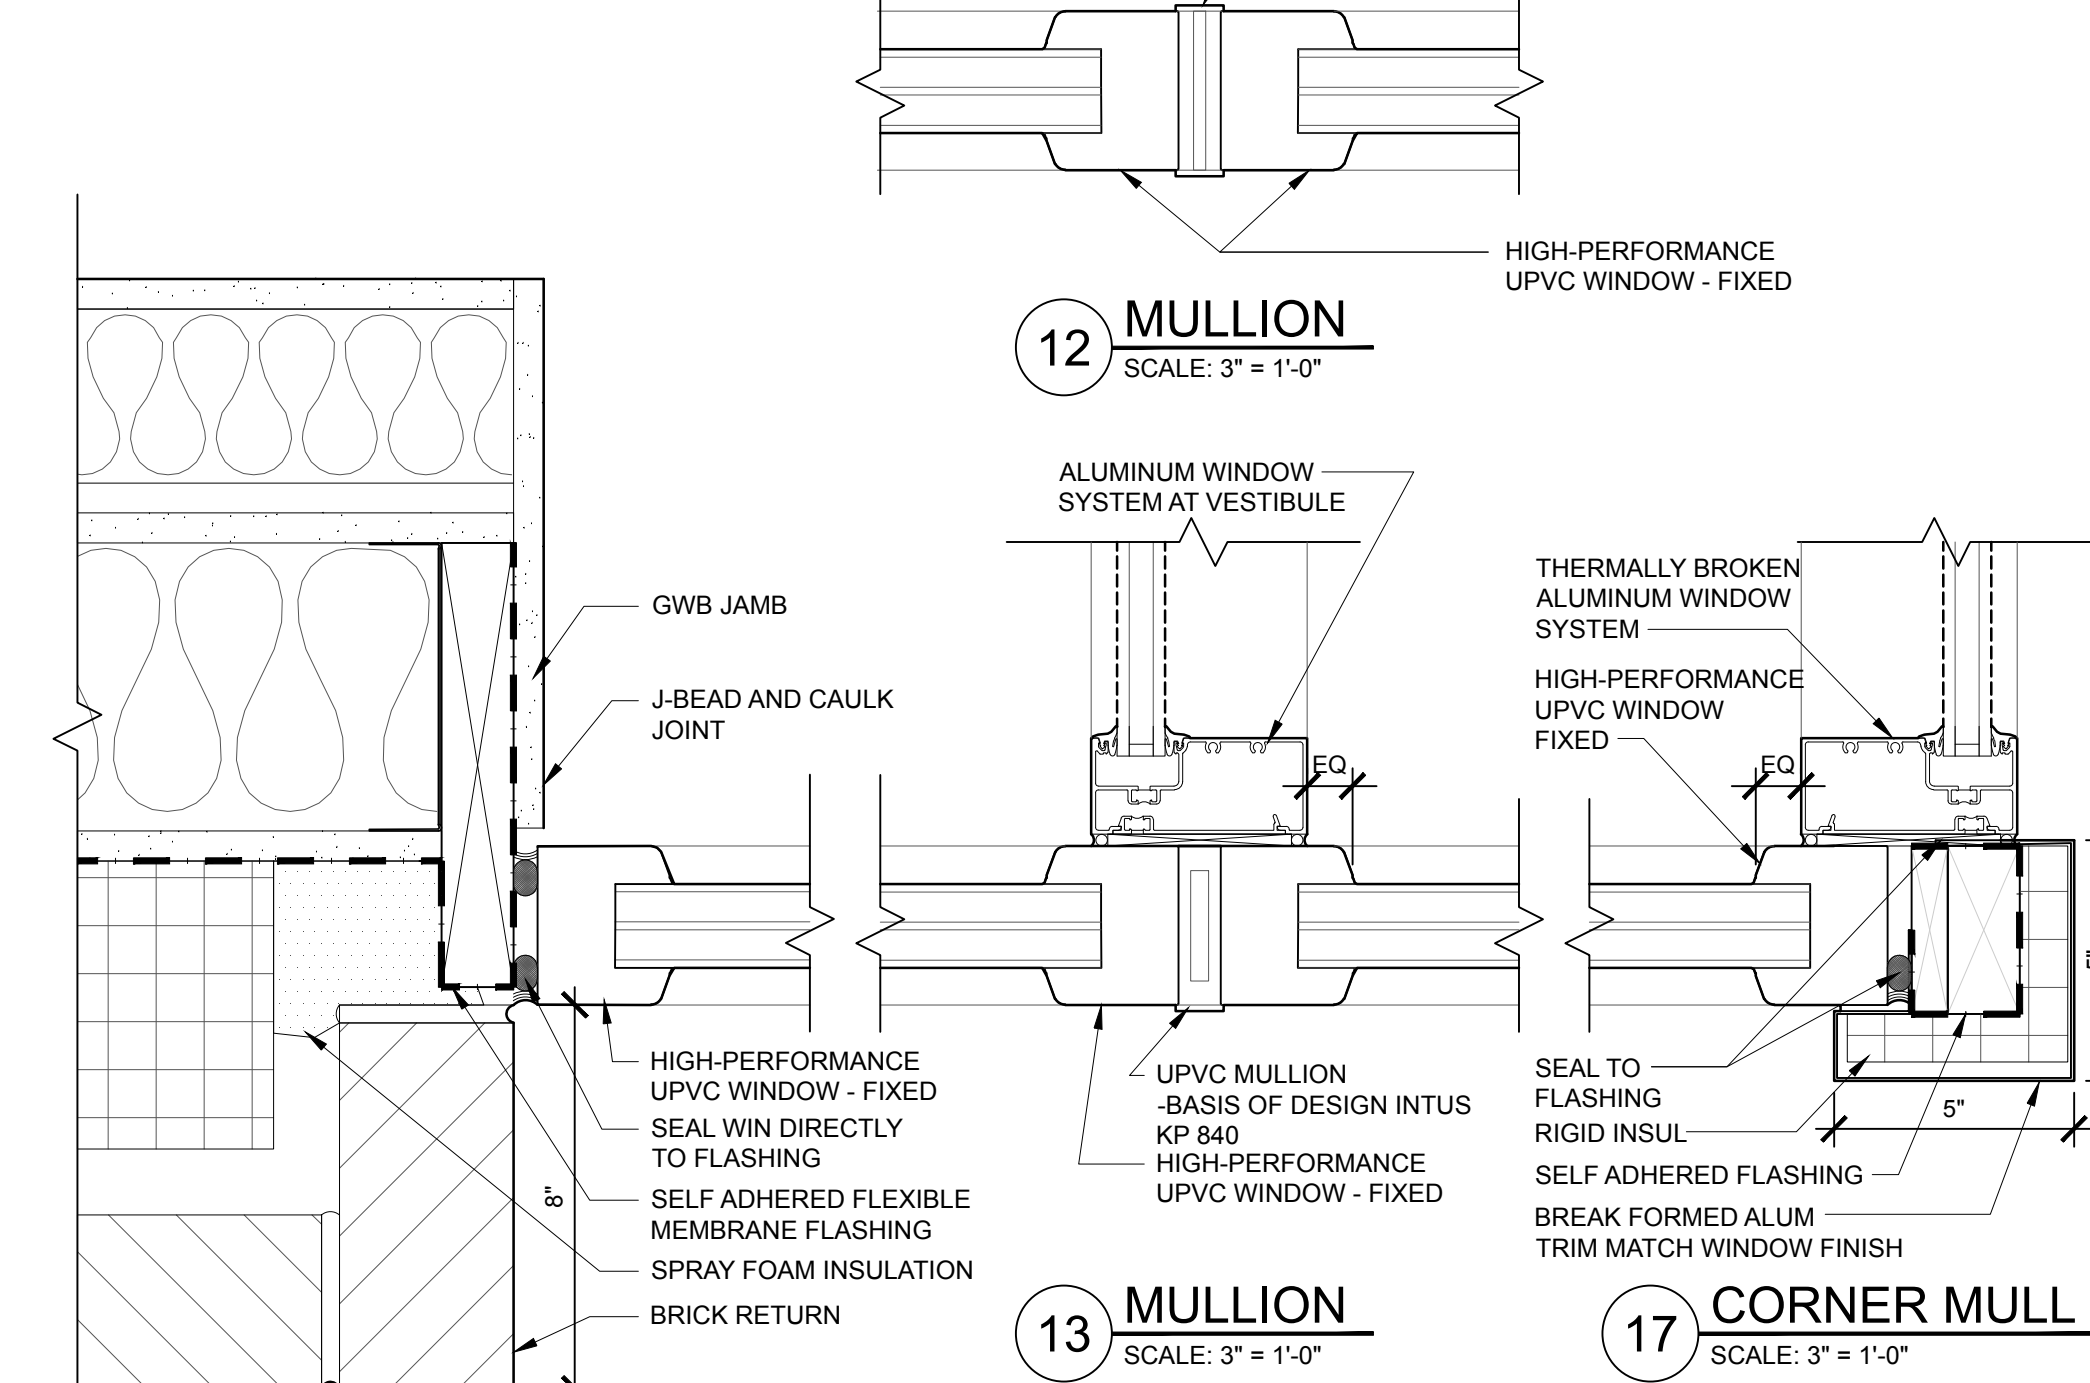 HIGH-PERFORMANCE
UPVC WINDOW - FIXED
12
MULLION
SCALE: 3" = 1'-0"
GWB JAMB
J-BEAD AND CAULK
JOINT
HIGH-PERFORMANCE
UPVC WINDOW - FIXED
SEAL WIN DIRECTLY
TO FLASHING
SELF ADHERED FLEXIBLE
MEMBRANE FLASHING
SPRAY FOAM INSULATION
BRICK RETURN
8"
ALUMINUM WINDOW
SYSTEM AT VESTIBULE
EQ
UPVC MULLION
-BASIS OF DESIGN INTUS
KP 840
HIGH-PERFORMANCE
UPVC WINDOW - FIXED
13
MULLION
SCALE: 3" = 1'-0"
THERMALLY BROKEN
ALUMINUM WINDOW
SYSTEM
HIGH-PERFORMANCE
UPVC WINDOW
FIXED
EQ
SEAL TO
FLASHING
RIGID INSUL
SELF ADHERED FLASHING
BREAK FORMED ALUM
TRIM MATCH WINDOW FINISH
5"
17
CORNER MULL
SCALE: 3" = 1'-0"